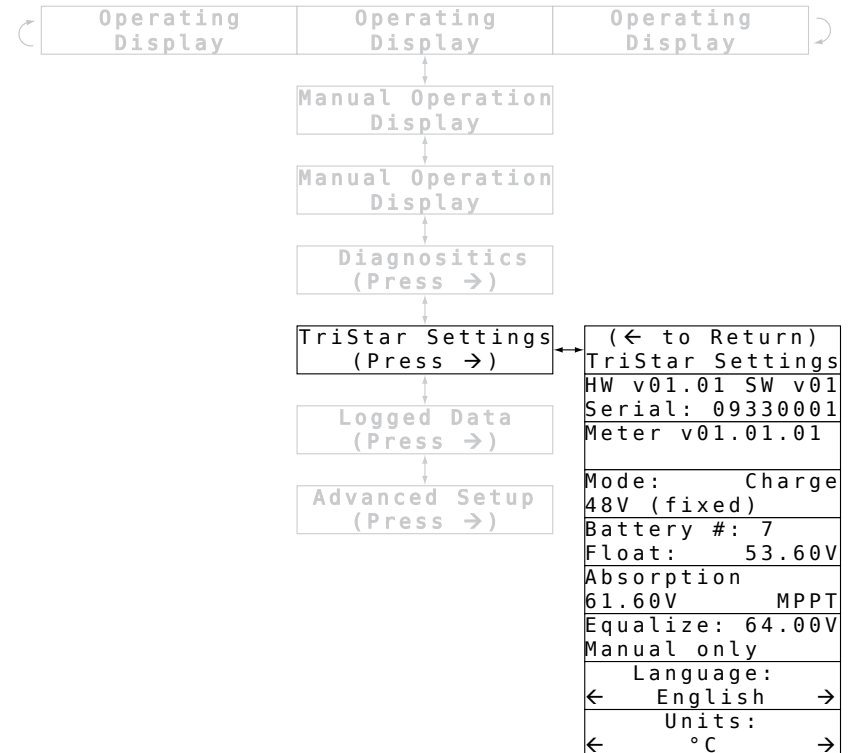 Operating
Display
Operating
Display
Operating
Display
Manual Operation
Display
Manual Operation
Display
Diagnositics
(Press →)
TriStar Settings
(Press →)
Logged Data
(Press →)
Advanced Setup
(Press →)
(← to Return)
TriStar Settings
HW v01.01 SW v01
Serial: 09330001
Meter v01.01.01
Mode: Charge
48V (fixed)
Battery #: 7
Float: 53.60V
Absorption
61.60V MPPT
Equalize: 64.00V
Manual only
Language:
← English →
Units:
← °C →